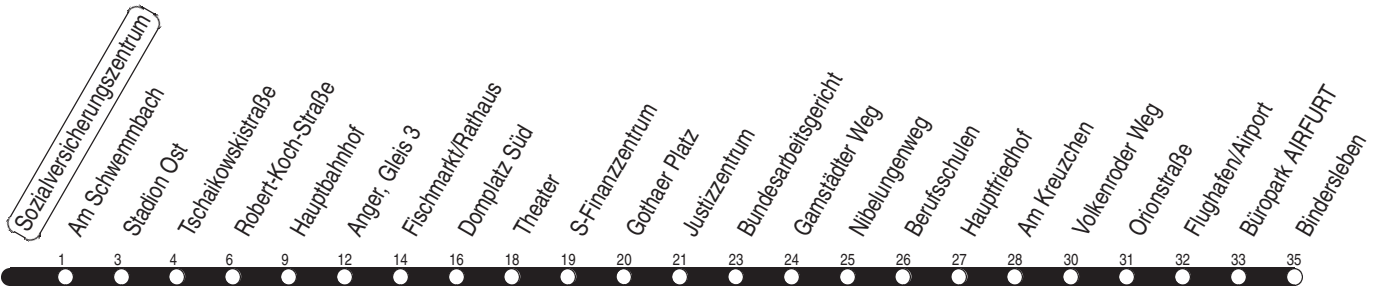 Sozialversicherungszentrum
Am Schwemmbach
Stadion Ost
Tschaikowskistraße
Robert-Koch-Straße
Hauptbahnhof
Anger, Gleis 3
Fischmarkt/Rathaus
Domplatz Süd
Theater
S-Finanzzentrum
Gothaer Platz
Justizzentrum
Bundesarbeitsgericht
Gamstädter Weg
Nibelungenweg
Berufsschulen
Hauptfriedhof
Am Kreuzchen
Volkenroder Weg
Orionstraße
Flughafen/Airport
Büropark AIRFURT
Bindersleben
1 3 4 6 9 12 14 16 18 19 20 21 23 24 25 26 27 28 30 31 32 33 35